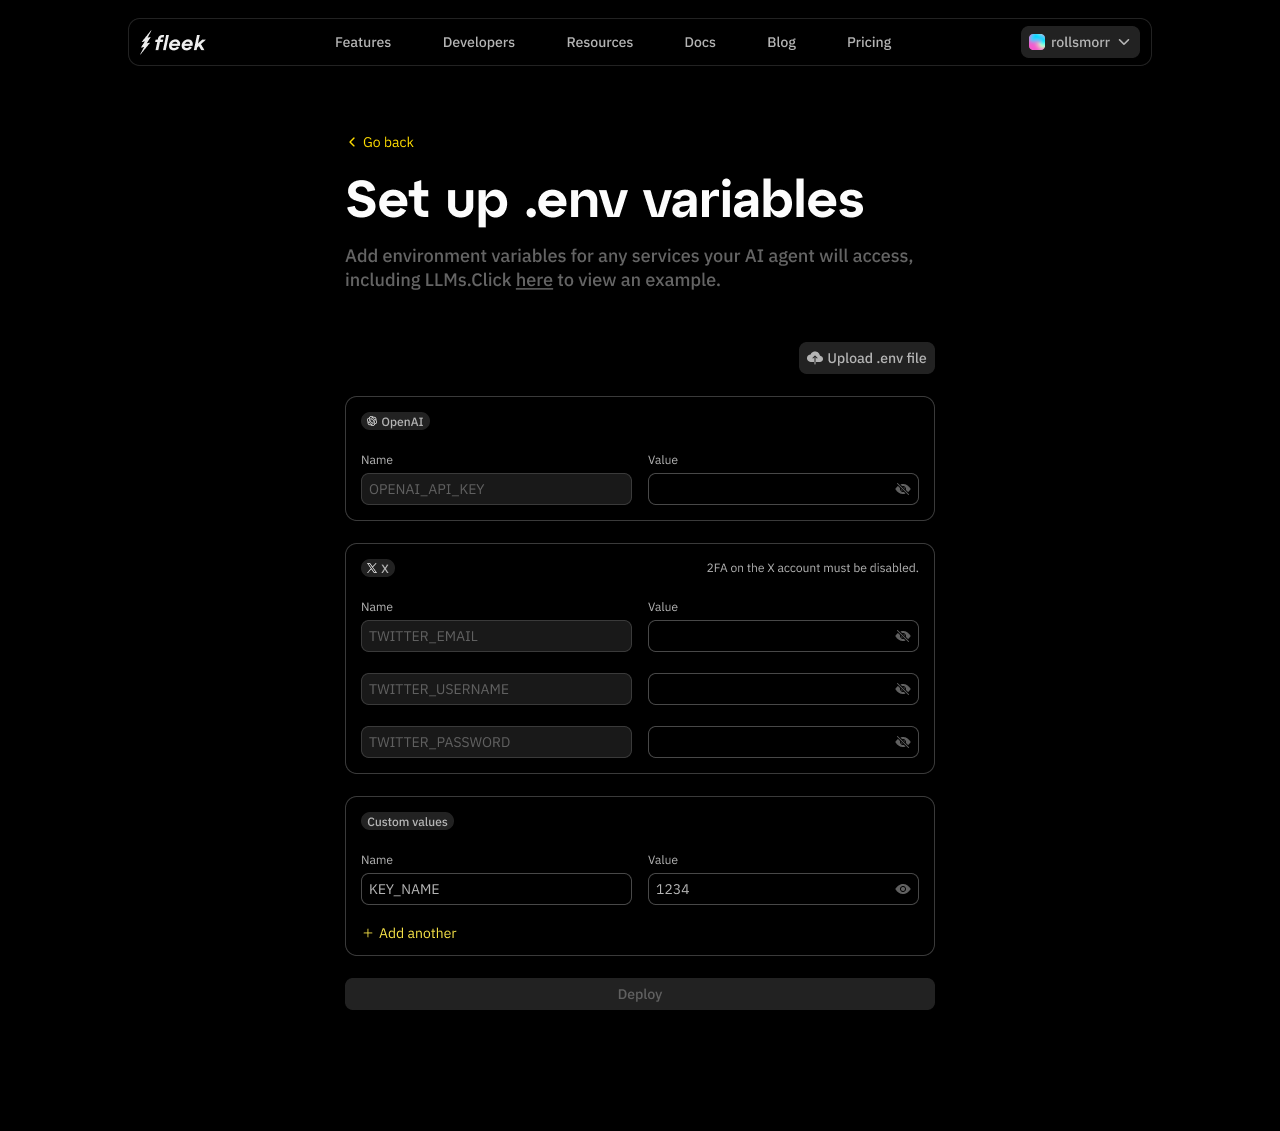 fleek
Features
Developers
Resources
Docs
Blog
Pricing
rollsmorr
Go back
Set up .env variables
Add environment variables for any services your AI agent will access,
including LLMs.Click here to view an example.
Upload .env file
OpenAI
Name
Value
OPENAI_API_KEY
X
2FA on the X account must be disabled.
Name
Value
TWITTER_EMAIL
TWITTER_USERNAME
TWITTER_PASSWORD
Custom values
Name
Value
KEY_NAME
1234
+ Add another
Deploy